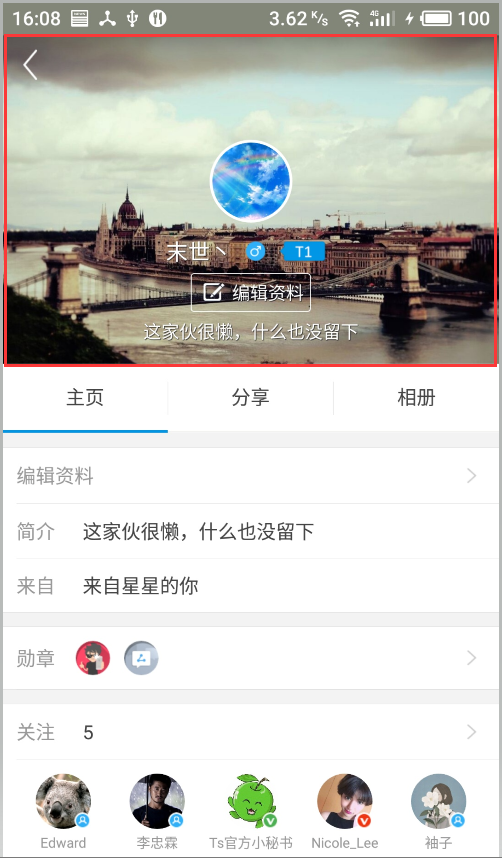 16:08 3.62 K/s 4G 100
末世丶 T1
编辑资料
这家伙很懒，什么也没留下
主页 分享 相册
编辑资料
简介 这家伙很懒，什么也没留下
来自 来自星星的你
勋章
关注 5
Edward 李忠霖 Ts官方小秘书 Nicole_Lee 袖子